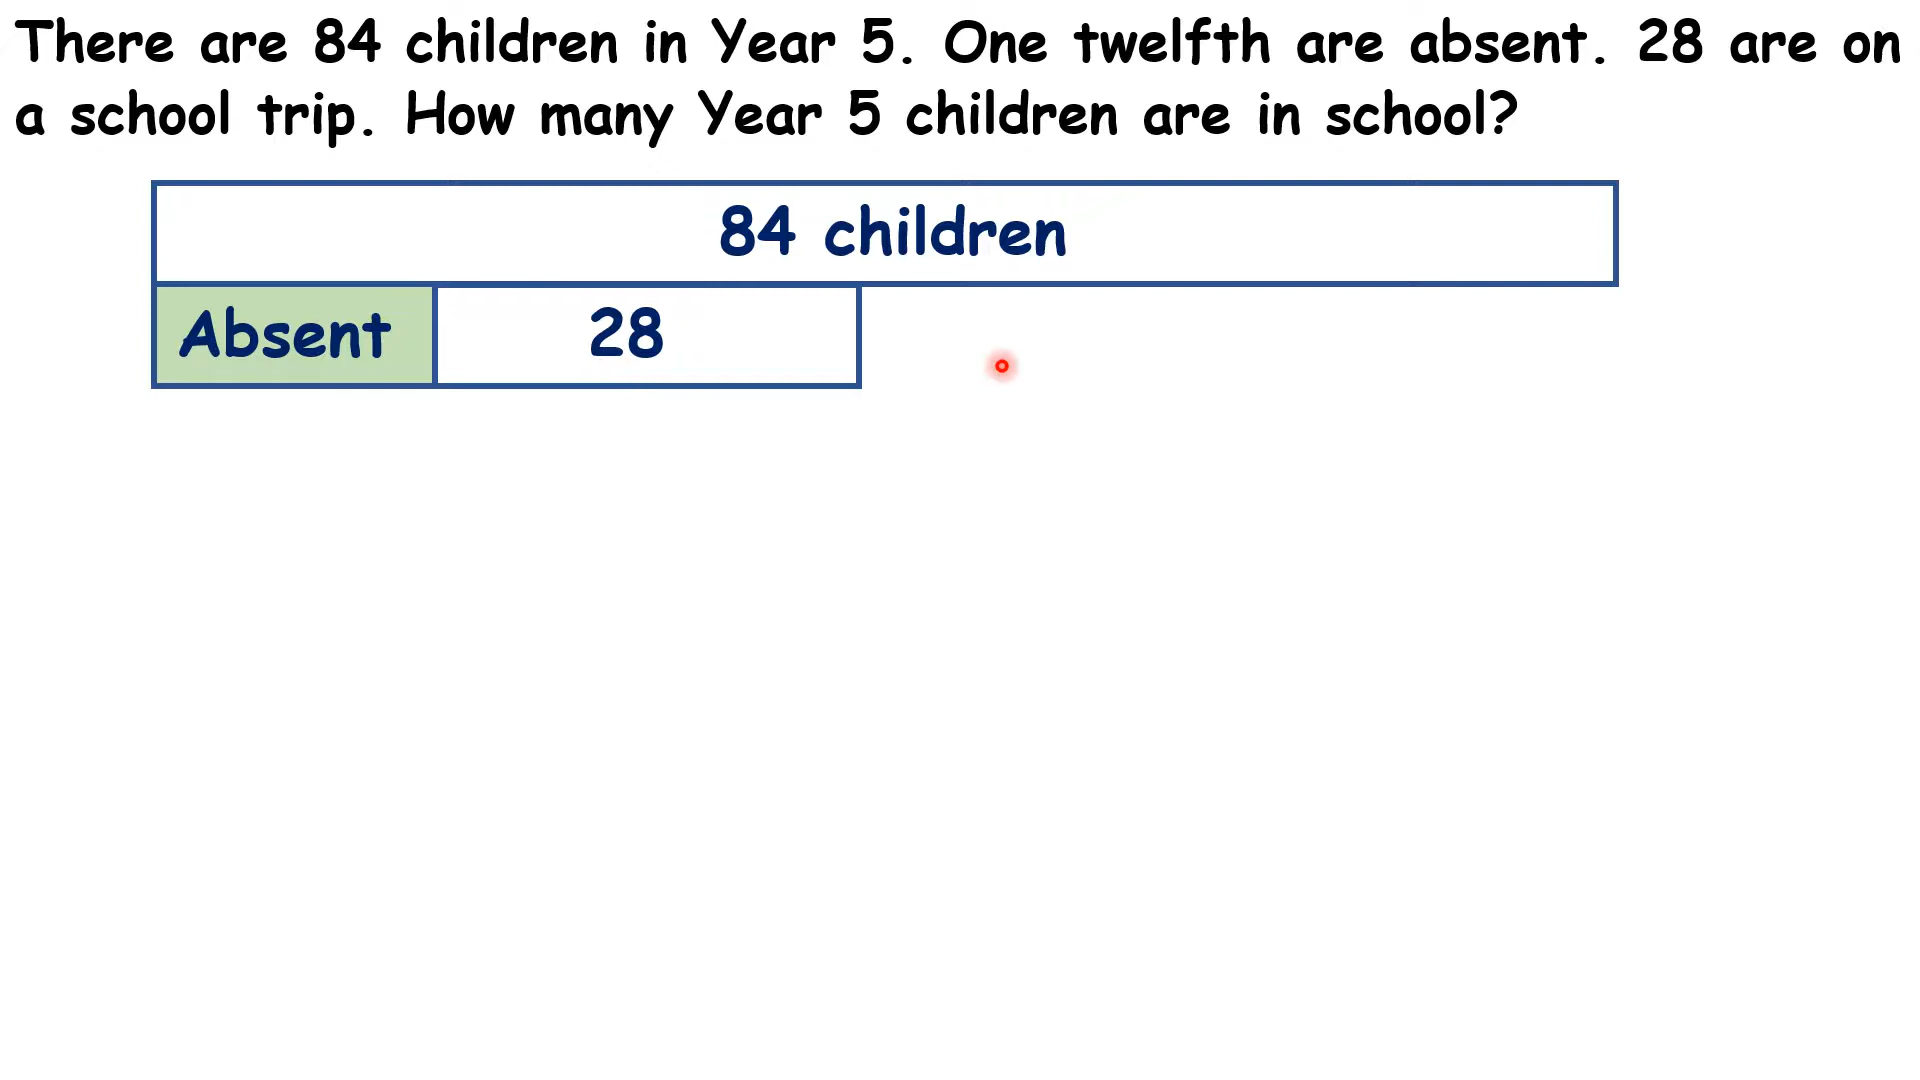 There are 84 children in Year 5. One twelfth are absent. 28 are on
a school trip. How many Year 5 children are in school?
84 children
Absent 28